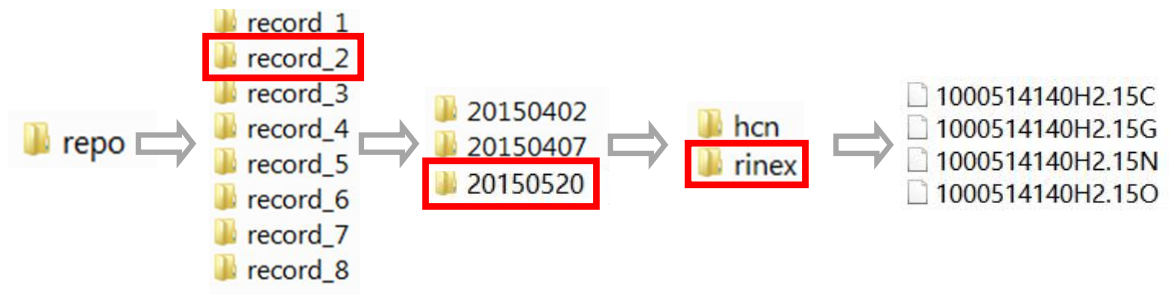 repo
record_1
record_2
record_3
record_4
record_5
record_6
record_7
record_8
20150402
20150407
20150520
hcn
rinex
1000514140H2.15C
1000514140H2.15G
1000514140H2.15N
1000514140H2.15O